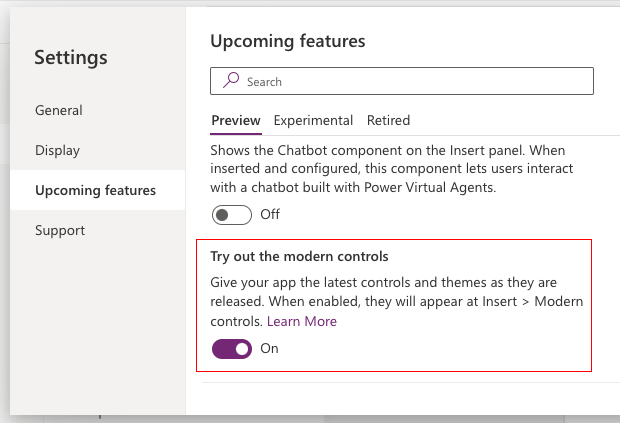 Upcoming features
Settings
Search
General
Preview Experimental Retired
Display
Shows the Chatbot component on the Insert panel. When
inserted and configured, this component lets users interact
with a chatbot built with Power Virtual Agents.
Upcoming features
Off
Support
Try out the modern controls
Give your app the latest controls and themes as they are
released. When enabled, they will appear at Insert > Modern
controls. Learn More
On